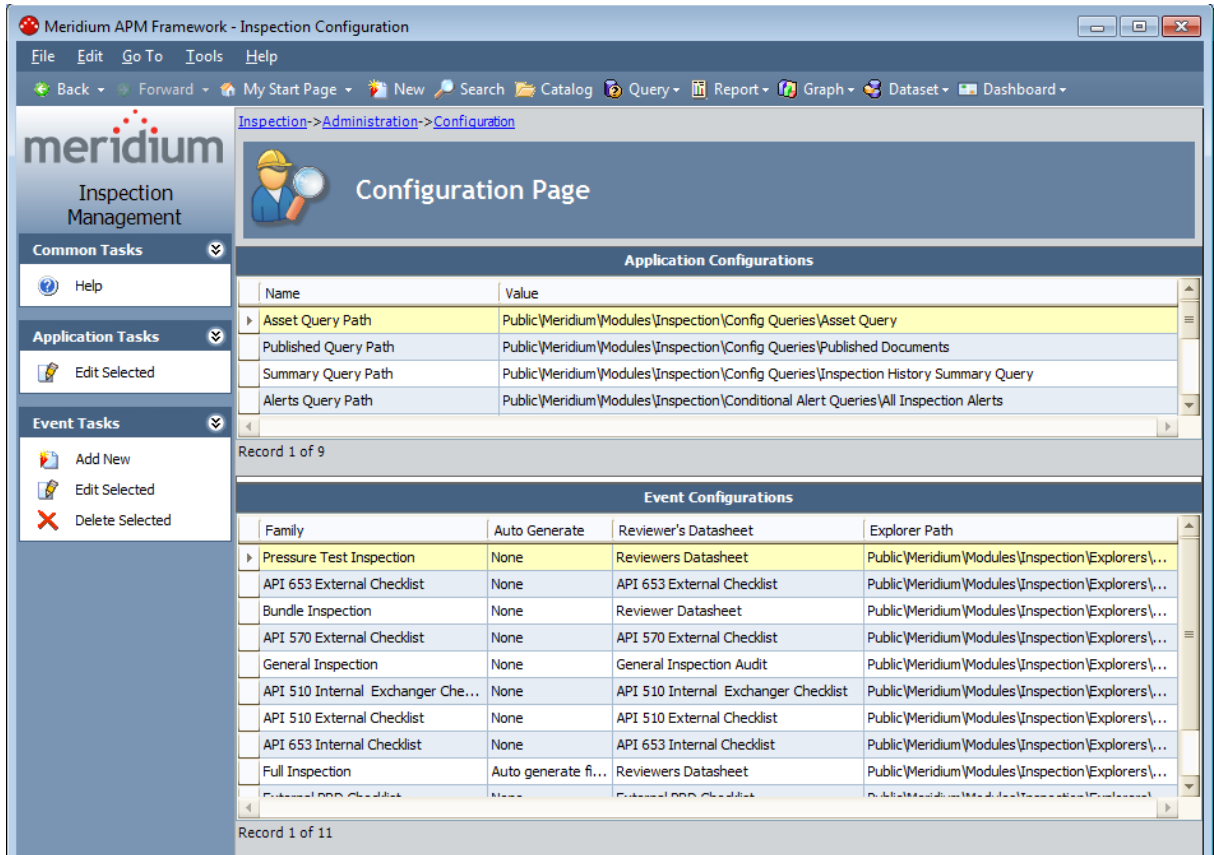 Meridium APM Framework - Inspection Configuration
File Edit Go To Tools Help
Back Forward My Start Page New Search Catalog Query Report Graph Dataset Dashboard
meridium
Inspection
Management
Common Tasks
Help
Application Tasks
Edit Selected
Event Tasks
Add New
Edit Selected
Delete Selected
Inspection->Administration->Configuration
Configuration Page
Application Configurations
Name Value
Asset Query Path Public\Meridium\Modules\Inspection\Config Queries\Asset Query
Published Query Path Public\Meridium\Modules\Inspection\Config Queries\Published Documents
Summary Query Path Public\Meridium\Modules\Inspection\Config Queries\Inspection History Summary Query
Alerts Query Path Public\Meridium\Modules\Inspection\Conditional Alert Queries\All Inspection Alerts
Record 1 of 9
Event Configurations
Family Auto Generate Reviewer's Datasheet Explorer Path
Pressure Test Inspection None Reviewers Datasheet Public\Meridium\Modules\Inspection\Explorers\...
API 653 External Checklist None API 653 External Checklist Public\Meridium\Modules\Inspection\Explorers\...
Bundle Inspection None Reviewer Datasheet Public\Meridium\Modules\Inspection\Explorers\...
API 570 External Checklist None API 570 External Checklist Public\Meridium\Modules\Inspection\Explorers\...
General Inspection None General Inspection Audit Public\Meridium\Modules\Inspection\Explorers\...
API 510 Internal Exchanger Che... None API 510 Internal Exchanger Checklist Public\Meridium\Modules\Inspection\Explorers\...
API 510 External Checklist None API 510 External Checklist Public\Meridium\Modules\Inspection\Explorers\...
API 653 Internal Checklist None API 653 Internal Checklist Public\Meridium\Modules\Inspection\Explorers\...
Full Inspection Auto generate fi... Reviewers Datasheet Public\Meridium\Modules\Inspection\Explorers\...
External PRD Checklist None External PRD Checklist Public\Meridium\Modules\Inspection\Explorers\
Record 1 of 11